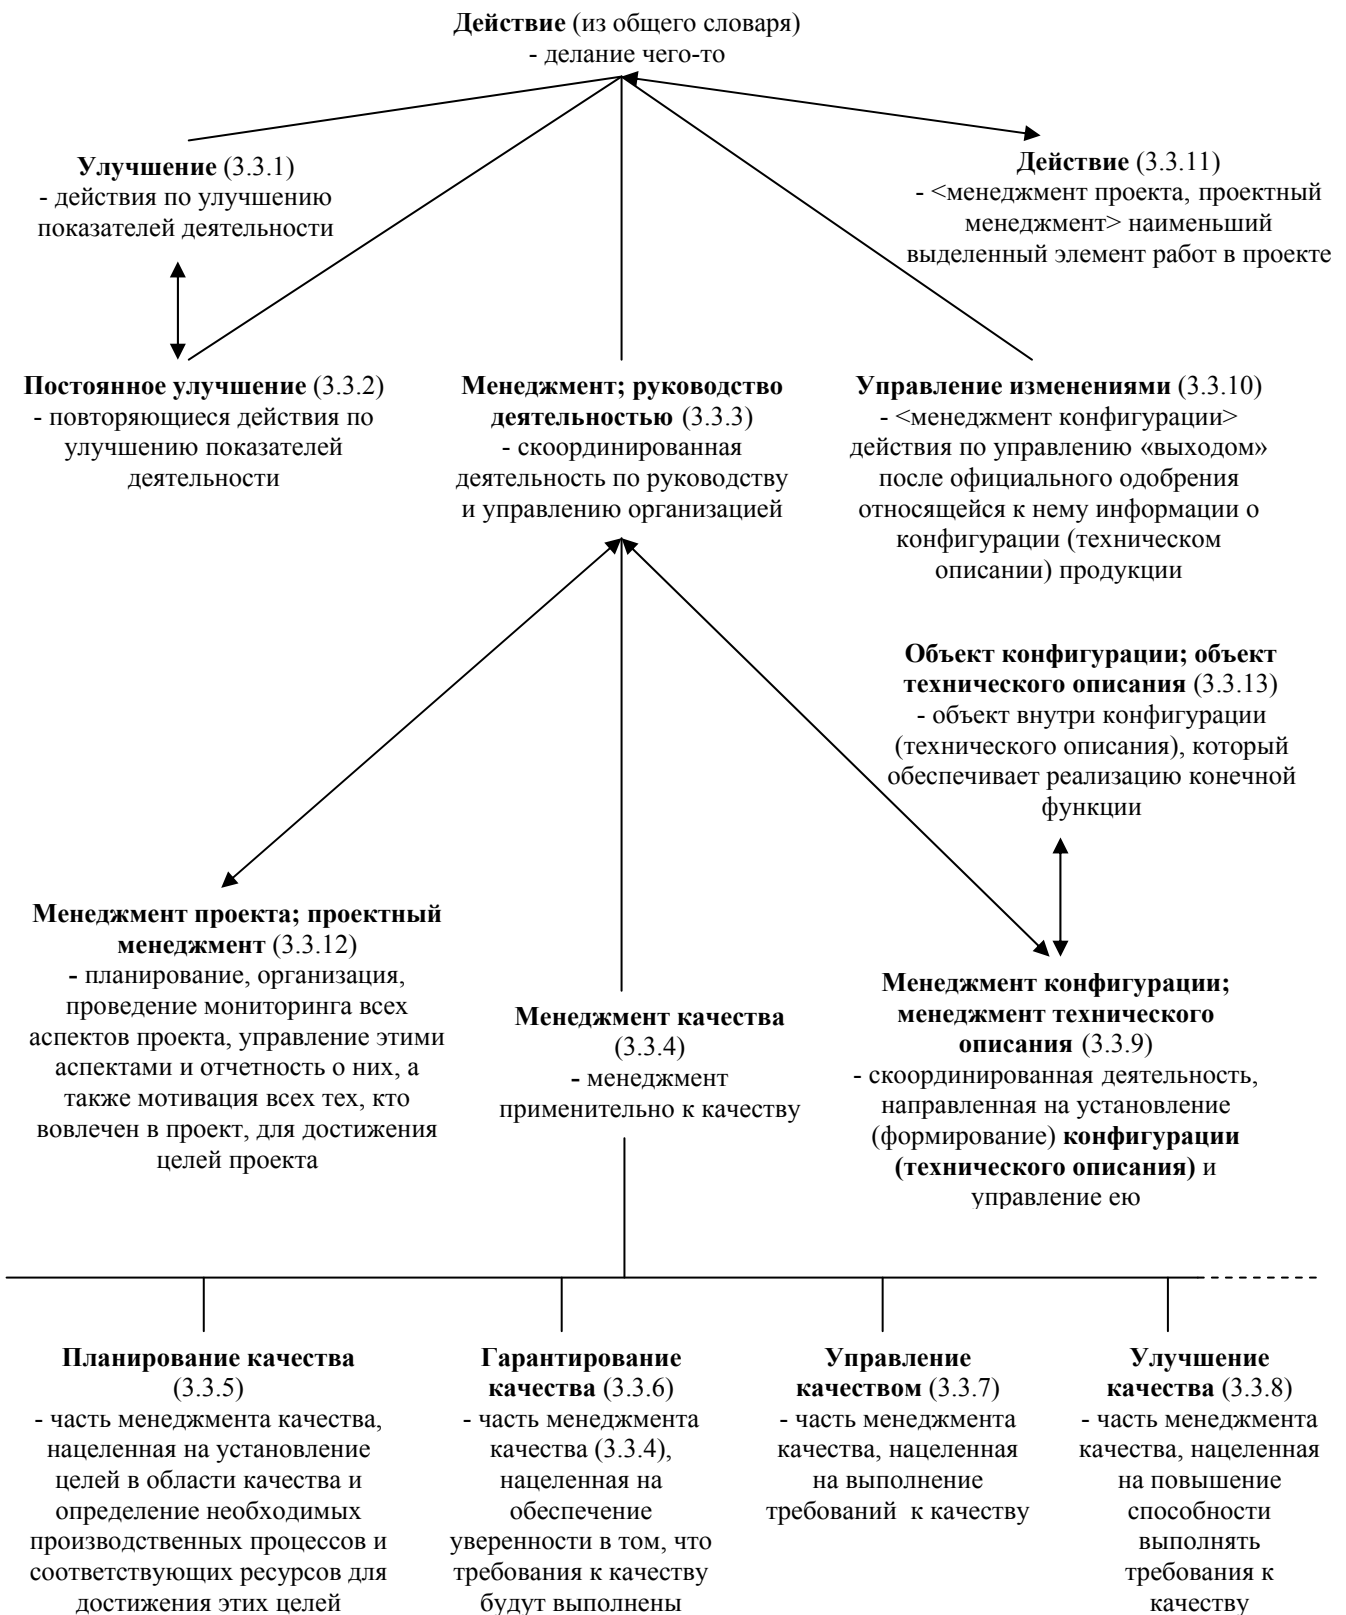 Действие (из общего словаря)
- делание чего-то
Улучшение (3.3.1)
- действия по улучшению
показателей деятельности
Действие (3.3.11)
- <менеджмент проекта, проектный
менеджмент> наименьший
выделенный элемент работ в проекте
Постоянное улучшение (3.3.2)
- повторяющиеся действия по
улучшению показателей
деятельности
Менеджмент; руководство
деятельностью (3.3.3)
- скоординированная
деятельность по руководству
и управлению организацией
Управление изменениями (3.3.10)
- <менеджмент конфигурации>
действия по управлению «выходом»
после официального одобрения
относящейся к нему информации о
конфигурации (техническом
описании) продукции
Объект конфигурации; объект
технического описания (3.3.13)
- объект внутри конфигурации
(технического описания), который
обеспечивает реализацию конечной
функции
Менеджмент проекта; проектный
менеджмент (3.3.12)
- планирование, организация,
проведение мониторинга всех
аспектов проекта, управление этими
аспектами и отчетность о них, а
также мотивация всех тех, кто
вовлечен в проект, для достижения
целей проекта
Менеджмент качества
(3.3.4)
- менеджмент
применительно к качеству
Менеджмент конфигурации;
менеджмент технического
описания (3.3.9)
- скоординированная деятельность,
направленная на установление
(формирование) конфигурации
(технического описания) и
управление ею
Планирование качества
(3.3.5)
- часть менеджмента качества,
нацеленная на установление
целей в области качества и
определение необходимых
производственных процессов и
соответствующих ресурсов для
достижения этих целей
Гарантирование
качества (3.3.6)
- часть менеджмента
качества (3.3.4),
нацеленная на
обеспечение
уверенности в том, что
требования к качеству
будут выполнены
Управление
качеством (3.3.7)
- часть менеджмента
качества, нацеленная
на выполнение
требований к качеству
Улучшение
качества (3.3.8)
- часть менеджмента
качества, нацеленная
на повышение
способности
выполнять
требования к
качеству